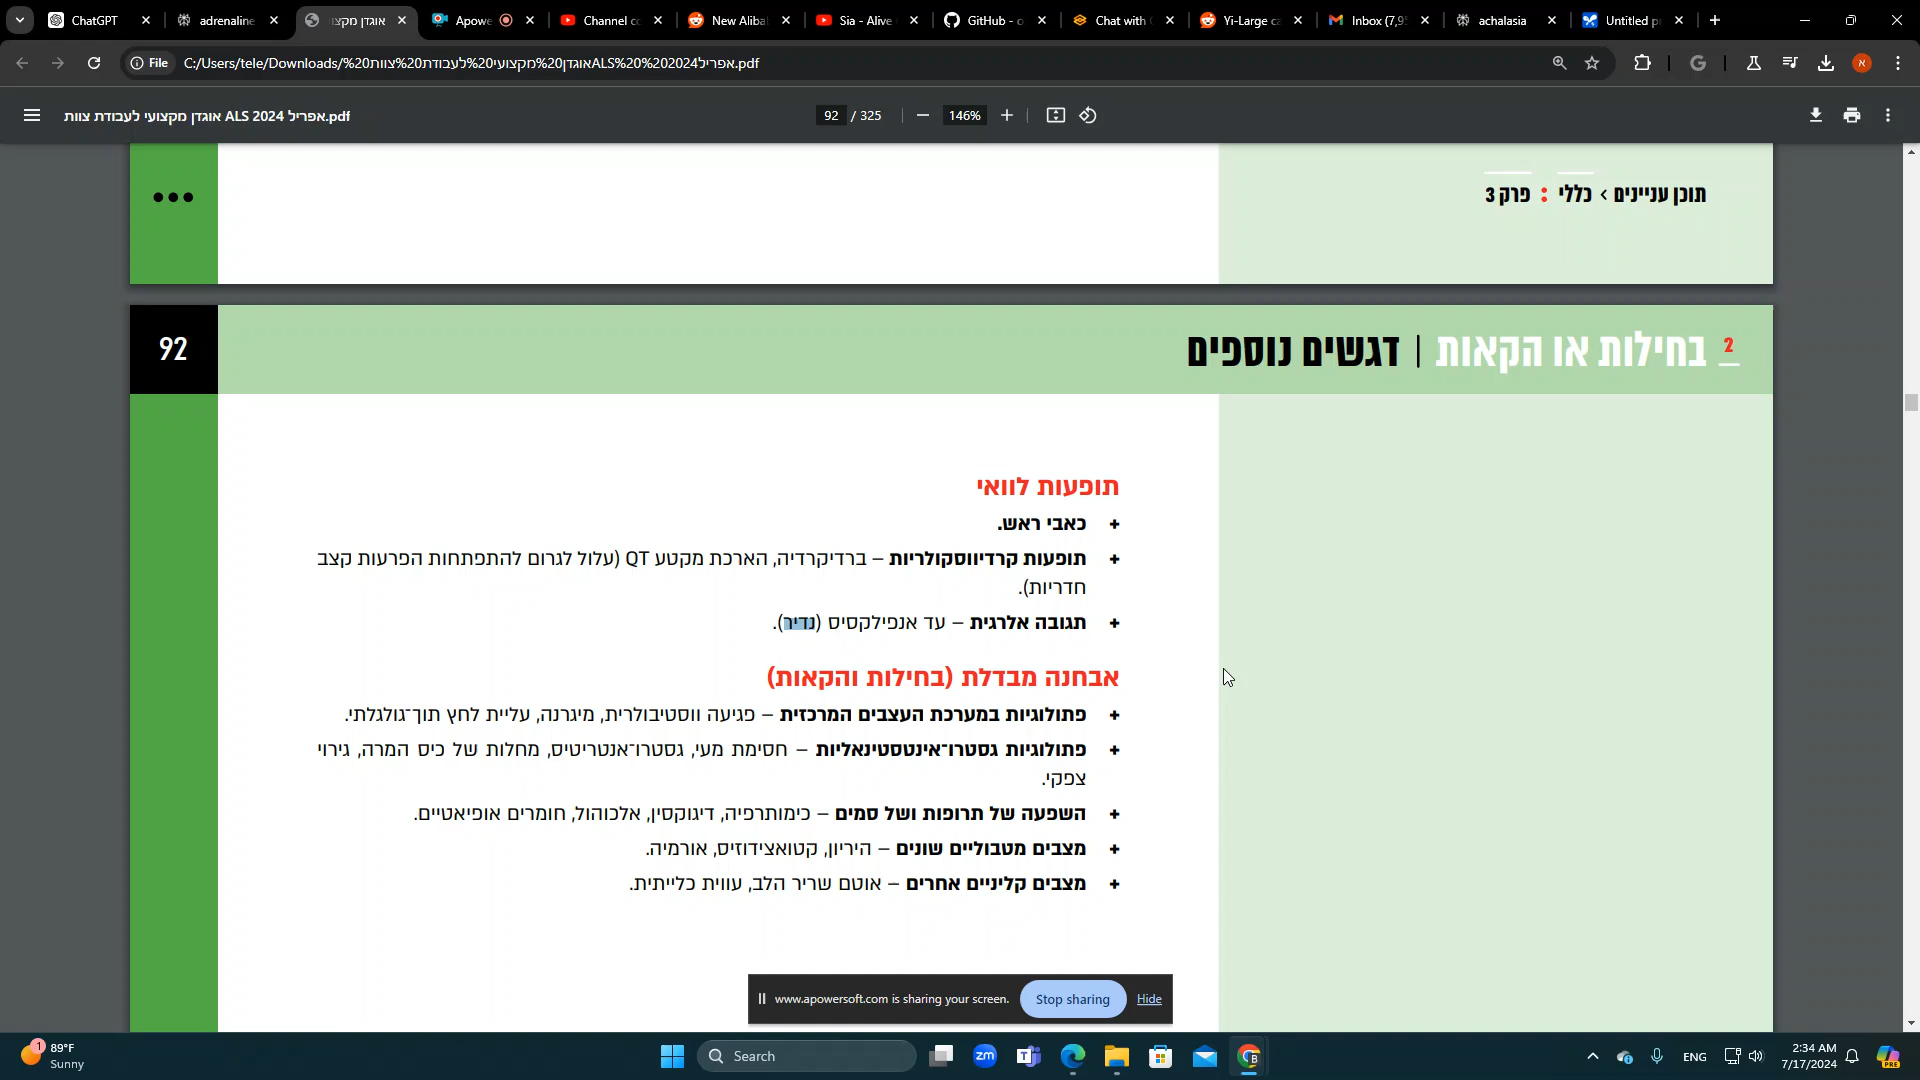 ChatGPT
adrenaline
אוגדן מקצו
Apowe
Channel c
New Aliba
Sia - Alive
GitHub - o
Chat with
Yi-Large c
Inbox (7,95
achalasia
Untitled p
File
C:/Users/tele/Downloads/אוגדן%20מקצועי%20לעבודת%20צוות%20ALS%20%20אפריל2024.pdf
אוגדן מקצועי לעבודת צוות ALS 2024 אפריל.pdf
92 / 325
146%
תוכן עניינים › כללי : פרק 3
92
2 בחילות או הקאות | דגשים נוספים
תופעות לוואי
+ כאבי ראש.
+ תופעות קרדיווסקולריות – ברדיקרדיה, הארכת מקטע QT (עלול לגרום להתפתחות הפרעות קצב
חדריות).
+ תגובה אלרגית – עד אנפילקסיס (נדיר).
אבחנה מבדלת (בחילות והקאות)
+ פתולוגיות במערכת העצבים המרכזית – פגיעה ווסטיבולרית, מיגרנה, עליית לחץ תוך־גולגלתי.
+ פתולוגיות גסטרו־אינטסטינאליות – חסימת מעי, גסטרו־אנטריטיס, מחלות של כיס המרה, גירוי
צפקי.
+ השפעה של תרופות ושל סמים – כימותרפיה, דיגוקסין, אלכוהול, חומרים אופיאטיים.
+ מצבים מטבוליים שונים – היריון, קטואצידוזיס, אורמיה.
+ מצבים קליניים אחרים – אוטם שריר הלב, עווית כלייתית.
www.apowersoft.com is sharing your screen.
Stop sharing
Hide
1
89°F
Sunny
Search
zm
ENG
2:34 AM
7/17/2024